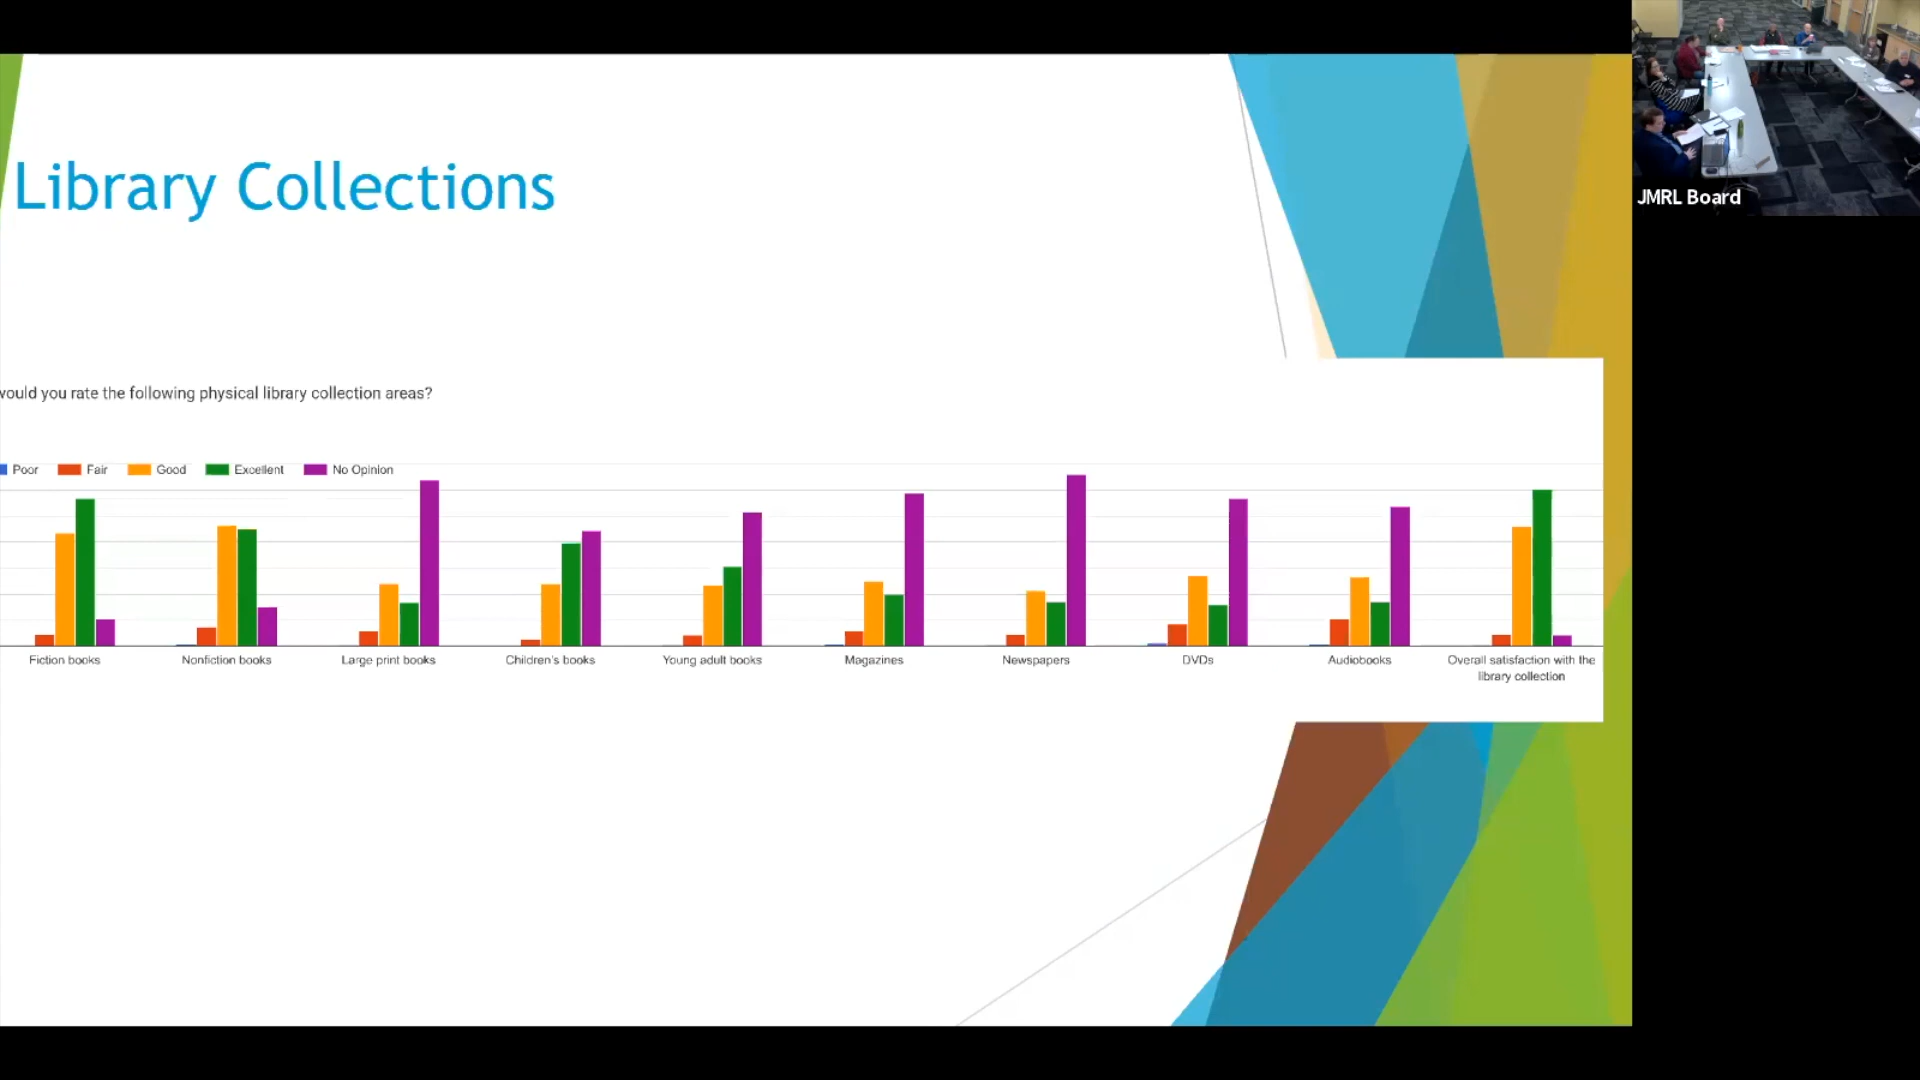 Library Collections
JMRL Board
would you rate the following physical library collection areas?
Poor Fair Good Excellent No Opinion
Fiction books Nonfiction books Large print books Children's books Young adult books Magazines Newspapers DVDs Audiobooks Overall satisfaction with the
library collection